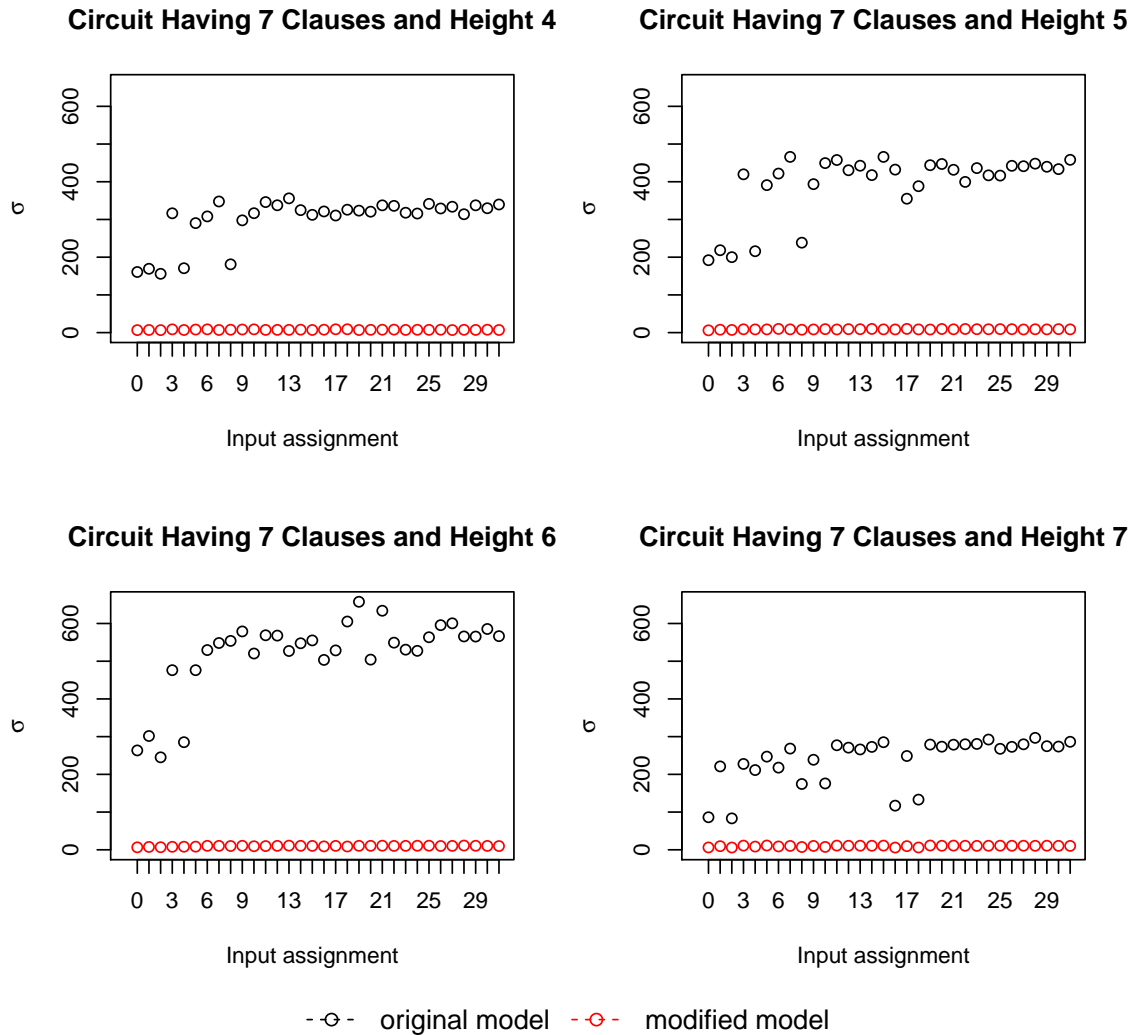 Circuit Having 7 Clauses and Height 4
σ
600
400
200
0
0 3 6 9 13 17 21 25 29
Input assignment
Circuit Having 7 Clauses and Height 5
σ
600
400
200
0
0 3 6 9 13 17 21 25 29
Input assignment
Circuit Having 7 Clauses and Height 6
σ
600
400
200
0
0 3 6 9 13 17 21 25 29
Input assignment
Circuit Having 7 Clauses and Height 7
σ
600
400
200
0
0 3 6 9 13 17 21 25 29
Input assignment
original model modified model